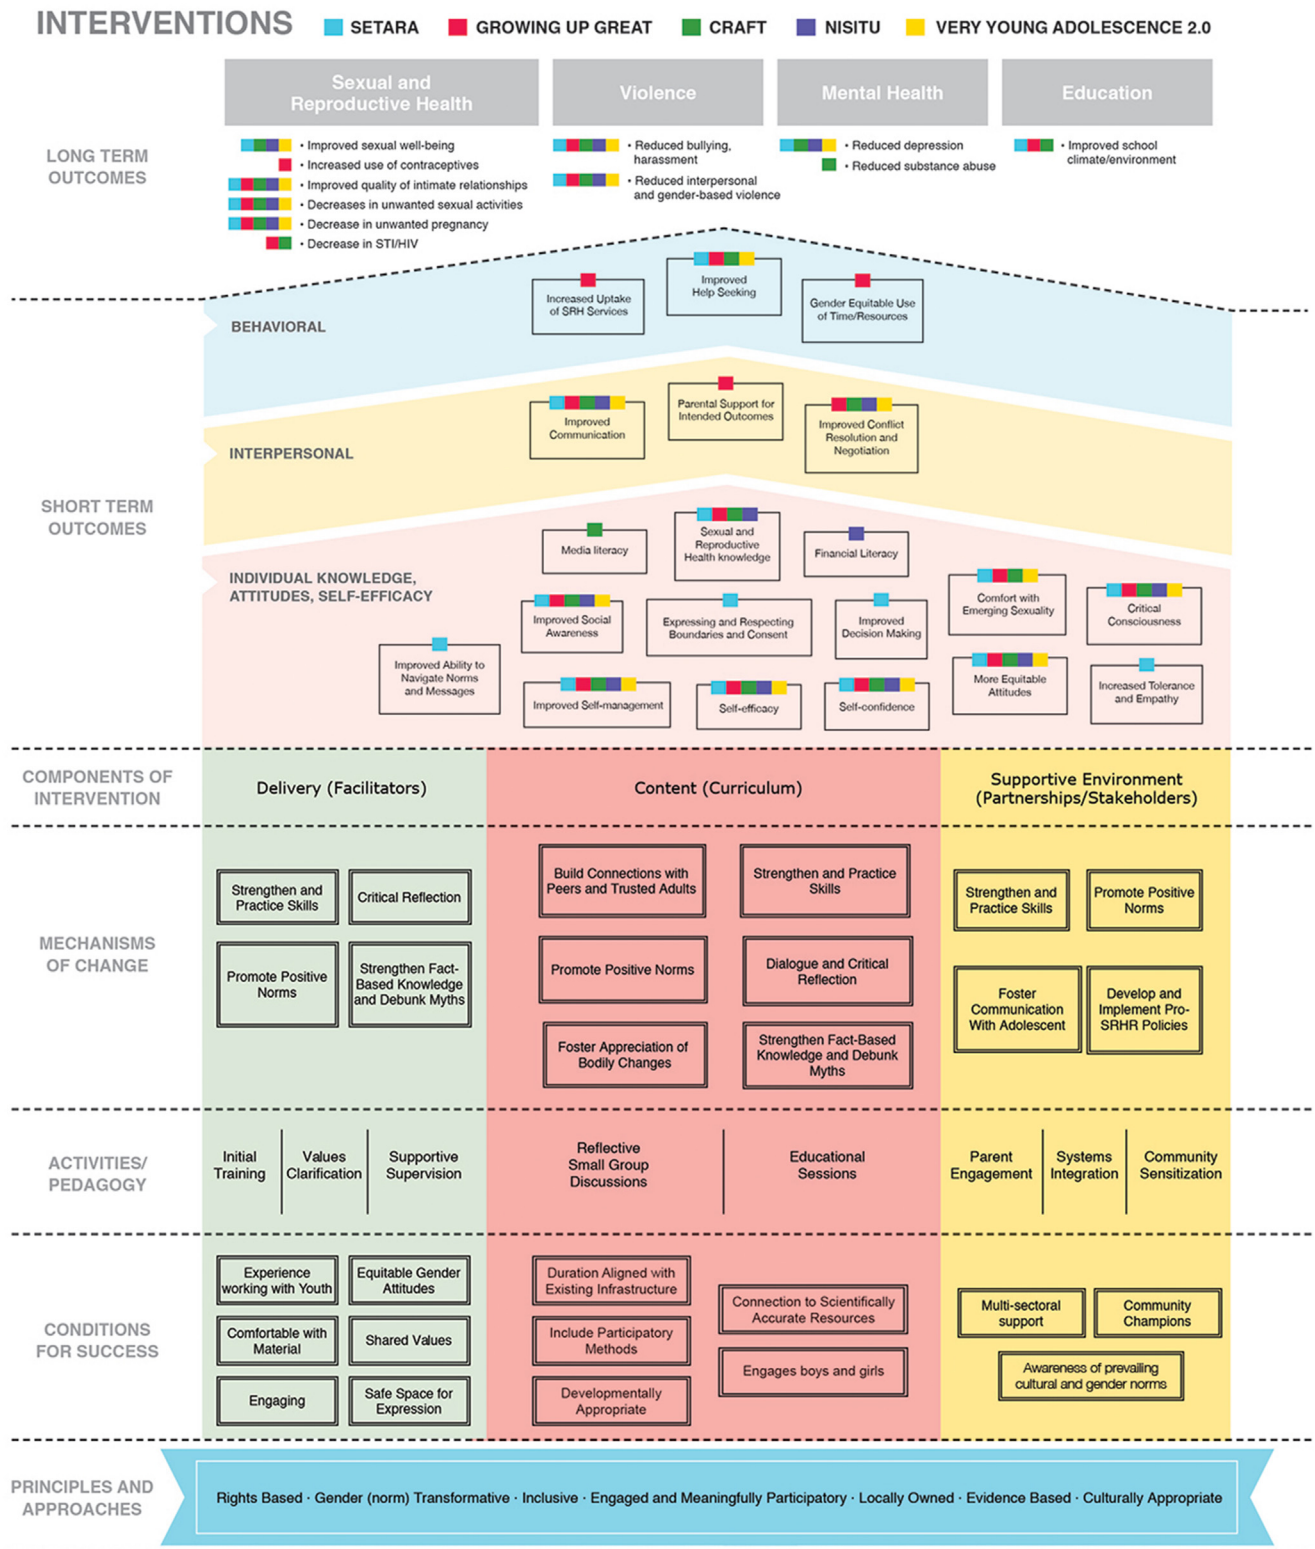 INTERVENTIONS
SETARA
GROWING UP GREAT
CRAFT
NISITU
VERY YOUNG ADOLESCENCE 2.0
Sexual and
Reproductive Health
Violence
Mental Health
Education
LONG TERM
OUTCOMES
• Improved sexual well-being
• Increased use of contraceptives
• Improved quality of intimate relationships
• Decreases in unwanted sexual activities
• Decrease in unwanted pregnancy
• Decrease in STI/HIV
• Reduced bullying,
harassment
• Reduced interpersonal
and gender-based violence
• Reduced depression
• Reduced substance abuse
• Improved school
climate/environment
SHORT TERM
OUTCOMES
BEHAVIORAL
Increased Uptake
of SRH Services
Improved
Help Seeking
Gender Equitable Use
of Time/Resources
INTERPERSONAL
Improved
Communication
Parental Support for
Intended Outcomes
Improved Conflict
Resolution and
Negotiation
INDIVIDUAL KNOWLEDGE,
ATTITUDES, SELF-EFFICACY
Media literacy
Sexual and
Reproductive
Health knowledge
Financial Literacy
Improved Social
Awareness
Expressing and Respecting
Boundaries and Consent
Improved
Decision Making
Comfort with
Emerging Sexuality
Critical
Consciousness
Improved Ability to
Navigate Norms
and Messages
Improved Self-management
Self-efficacy
Self-confidence
More Equitable
Attitudes
Increased Tolerance
and Empathy
COMPONENTS OF
INTERVENTION
Delivery (Facilitators)
Content (Curriculum)
Supportive Environment
(Partnerships/Stakeholders)
MECHANISMS
OF CHANGE
Strengthen and
Practice Skills
Critical Reflection
Promote Positive
Norms
Strengthen Fact-
Based Knowledge
and Debunk Myths
Build Connections with
Peers and Trusted Adults
Strengthen and Practice
Skills
Promote Positive Norms
Dialogue and Critical
Reflection
Foster Appreciation of
Bodily Changes
Strengthen Fact-Based
Knowledge and Debunk
Myths
Strengthen and
Practice Skills
Promote Positive
Norms
Foster
Communication
With Adolescent
Develop and
Implement Pro-
SRHR Policies
ACTIVITIES/
PEDAGOGY
Initial
Training
Values
Clarification
Supportive
Supervision
Reflective
Small Group
Discussions
Educational
Sessions
Parent
Engagement
Systems
Integration
Community
Sensitization
CONDITIONS
FOR SUCCESS
Experience
working with Youth
Equitable Gender
Attitudes
Comfortable with
Material
Shared Values
Engaging
Safe Space for
Expression
Duration Aligned with
Existing Infrastructure
Include Participatory
Methods
Developmentally
Appropriate
Connection to Scientifically
Accurate Resources
Engages boys and girls
Multi-sectoral
support
Community
Champions
Awareness of prevailing
cultural and gender norms
PRINCIPLES AND
APPROACHES
Rights Based · Gender (norm) Transformative · Inclusive · Engaged and Meaningfully Participatory · Locally Owned · Evidence Based · Culturally Appropriate